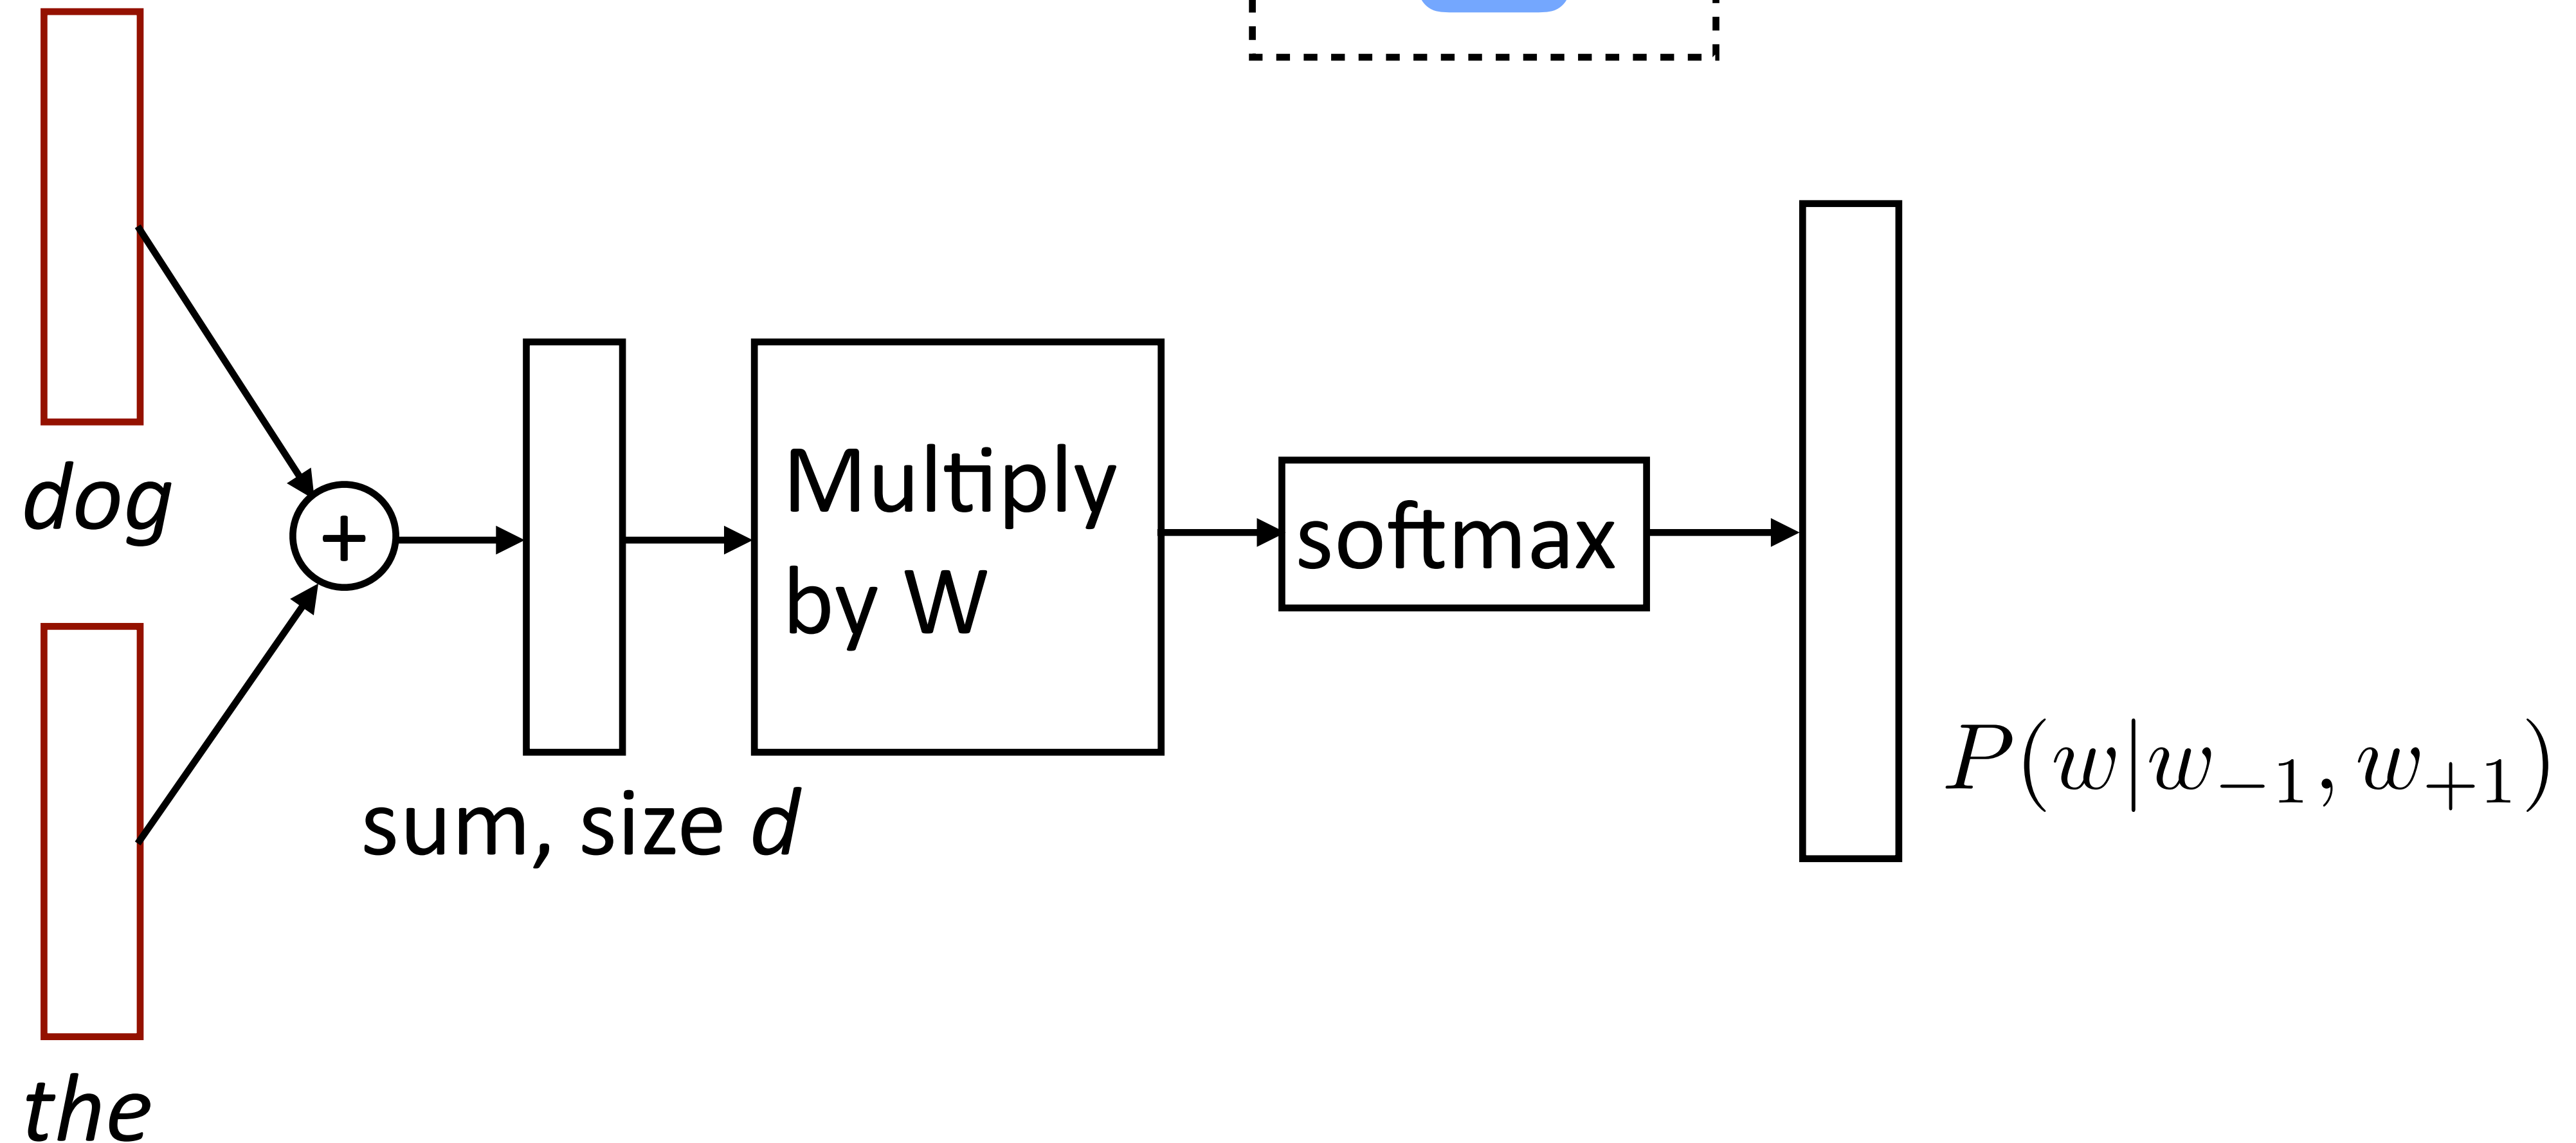 dog
+
the
sum, size d
Multiply
by W
softmax
P(w|w₋₁, w₊₁)